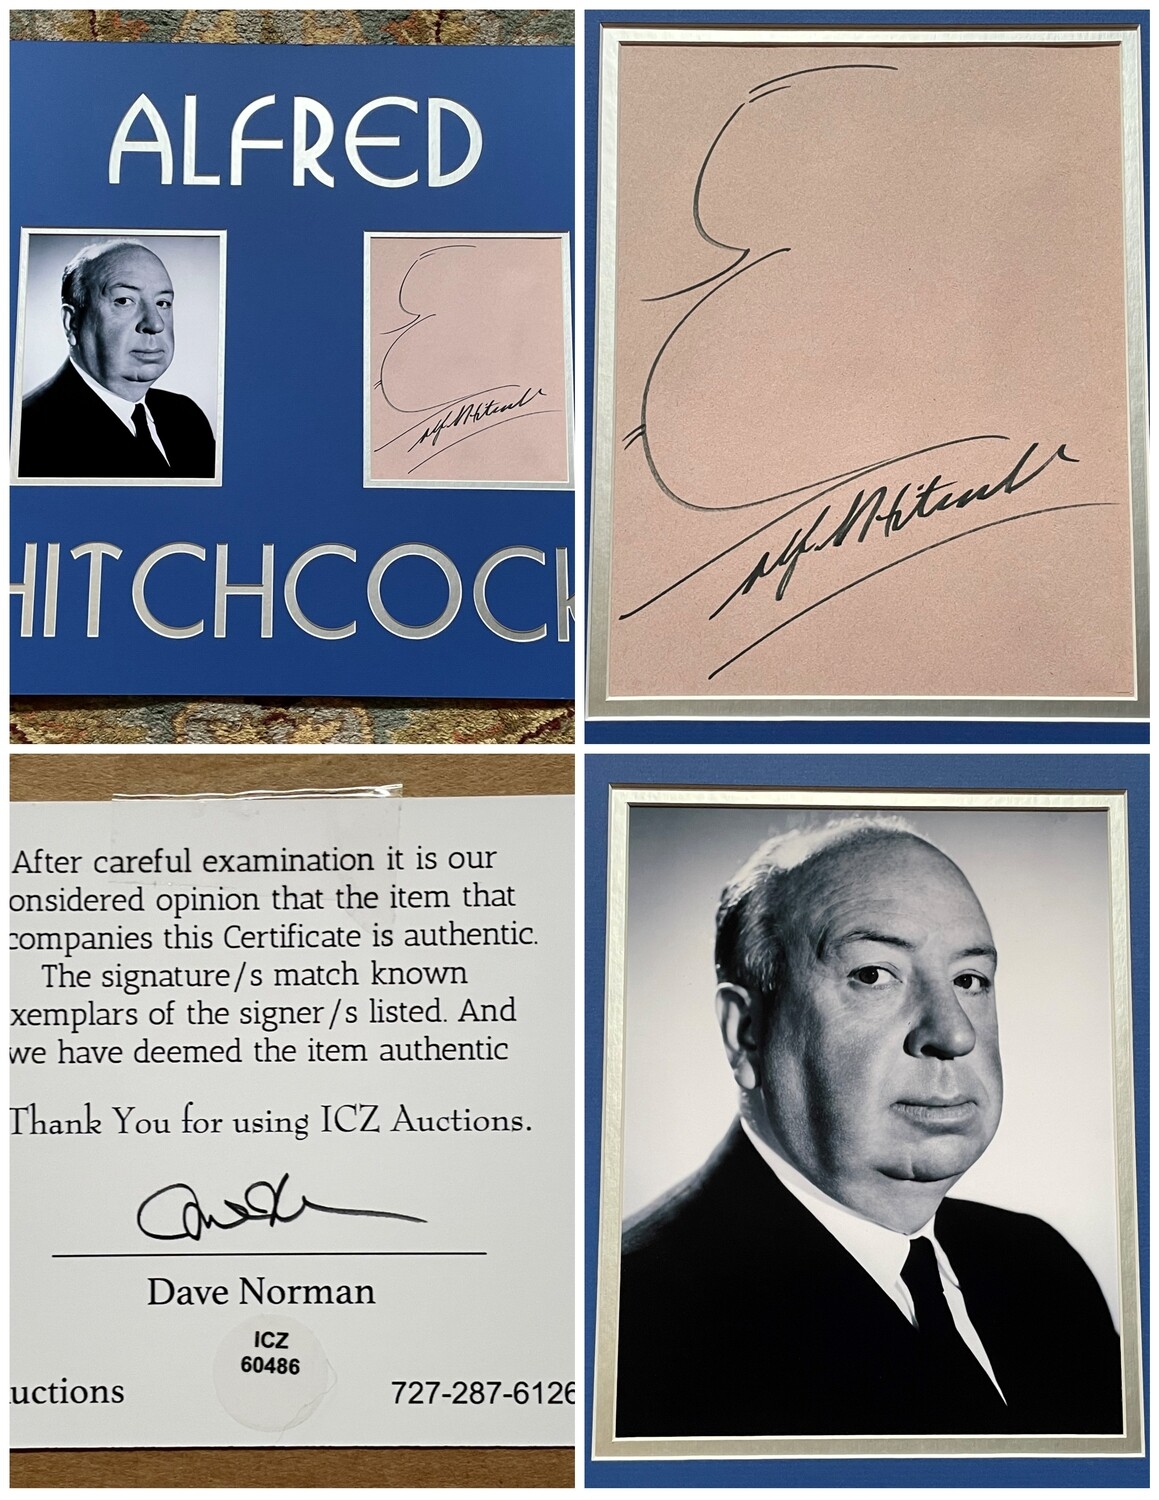 ALFRED
HITCHCOCK
Alf Hitchcock
After careful examination it is our
onsidered opinion that the item that
companies this Certificate is authentic.
The signature/s match known
xemplars of the signer/s listed. And
we have deemed the item authentic
Thank You for using ICZ Auctions.
Dave Norman
ICZ
60486
uctions
727-287-6126